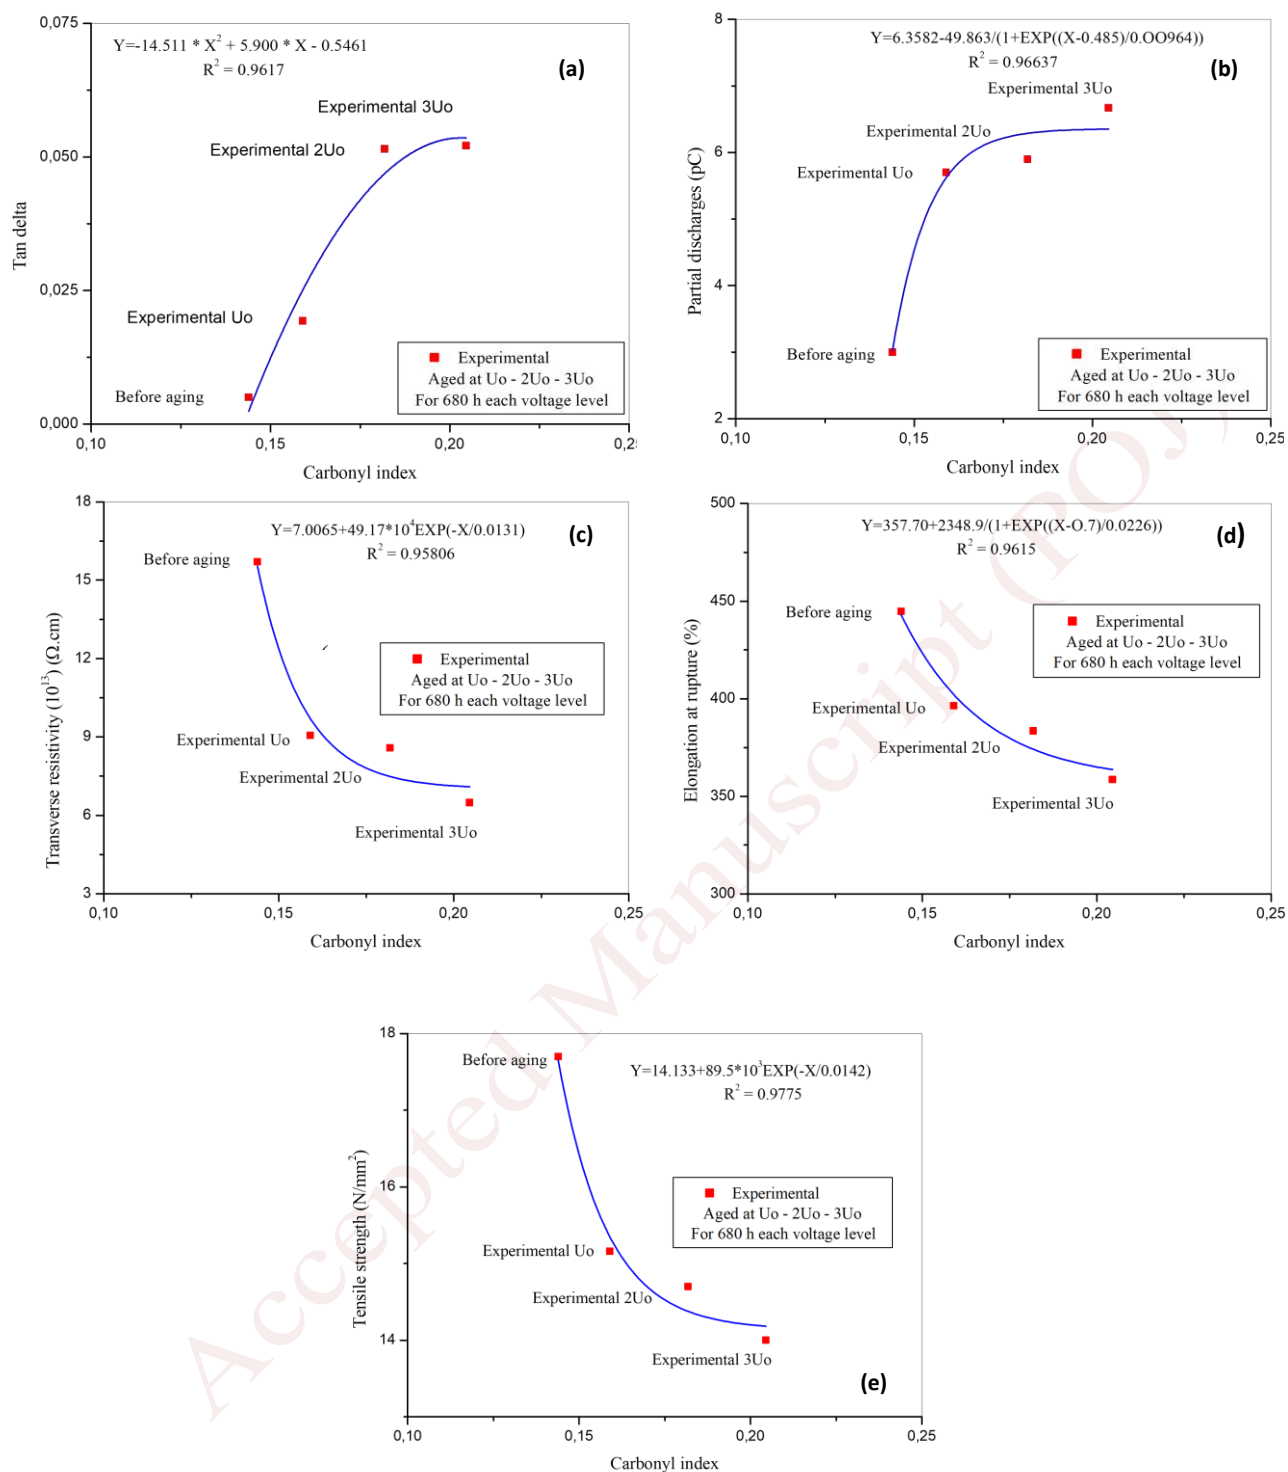 0,075
Y=-14.511 * X² + 5.900 * X - 0.5461
R² = 0.9617
(a)
Experimental 3Uo
0,050
Experimental 2Uo
Tan delta
0,025
Experimental Uo
Experimental
Aged at Uo - 2Uo - 3Uo
For 680 h each voltage level
Before aging
0,000
0,10
0,15
0,20
0,25
Carbonyl index
8
Y=6.3582-49.863/(1+EXP((X-0.485)/0.OO964))
R² = 0.96637
(b)
Experimental 3Uo
6
Experimental 2Uo
Experimental Uo
Partial discharges (pC)
4
Experimental
Aged at Uo - 2Uo - 3Uo
For 680 h each voltage level
Before aging
2
0,10
0,15
0,20
0,25
Carbonyl index
18
Y=7.0065+49.17*10⁴EXP(-X/0.0131)
R² = 0.95806
(c)
Before aging
15
12
Transverse resistivity (10¹³) (Ω.cm)
Experimental
Aged at Uo - 2Uo - 3Uo
For 680 h each voltage level
9
Experimental Uo
Experimental 2Uo
6
Experimental 3Uo
3
0,10
0,15
0,20
0,25
Carbonyl index
500
Y=357.70+2348.9/(1+EXP((X-O.7)/0.0226))
R² = 0.9615
(d)
450
Before aging
Experimental
Aged at Uo - 2Uo - 3Uo
For 680 h each voltage level
Elongation at rupture (%)
400
Experimental Uo
Experimental 2Uo
350
Experimental 3Uo
300
0,10
0,15
0,20
0,25
Carbonyl index
18
Before aging
Y=14.133+89.5*10³EXP(-X/0.0142)
R² = 0.9775
16
Tensile strength (N/mm²)
Experimental
Aged at Uo - 2Uo - 3Uo
For 680 h each voltage level
Experimental Uo
Experimental 2Uo
14
Experimental 3Uo
(e)
0,10
0,15
0,20
0,25
Carbonyl index
Accepted Manuscript (POJ)